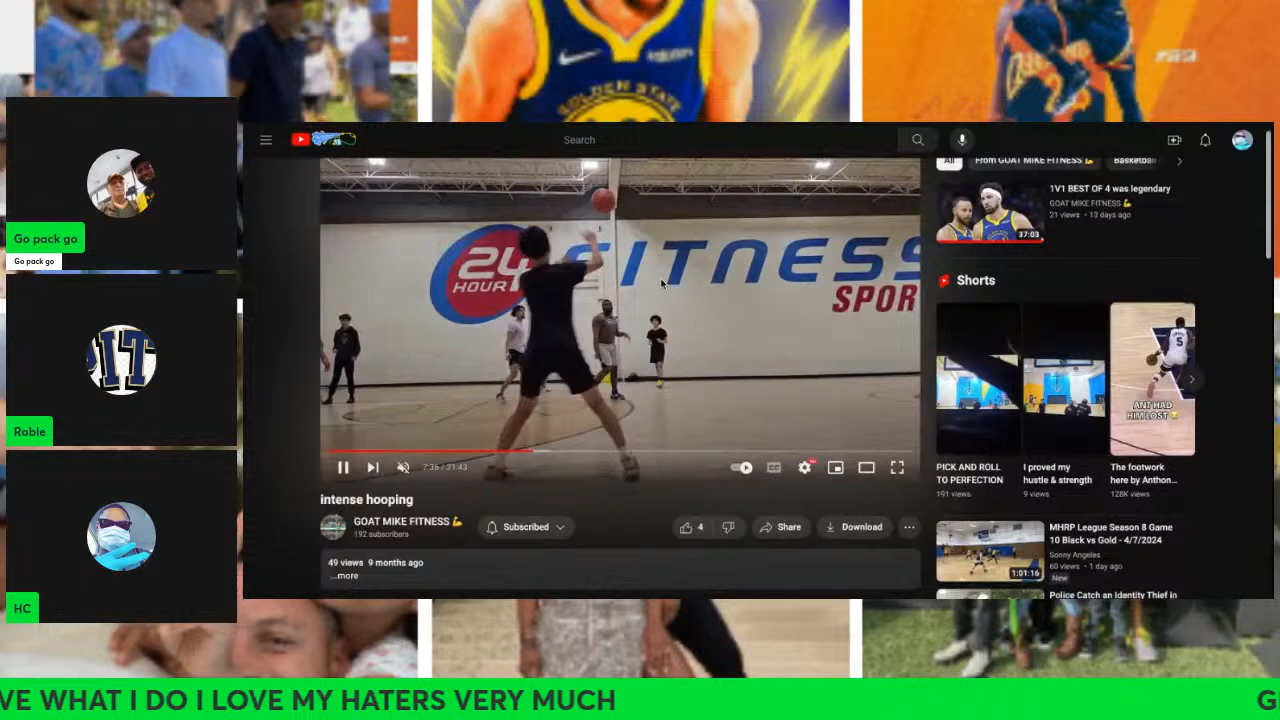 GOLDEN STATE
Go pack go
Go pack go
PIT
Roble
HC
Search
24
HOUR
FITNESS
SPOR
7:35 / 21:43
intense hooping
GOAT MIKE FITNESS 💪
192 subscribers
Subscribed
4
Share
Download
49 views 9 months ago
...more
All
From GOAT MIKE FITNESS 💪
Basketball
1V1 BEST OF 4 was legendary
GOAT MIKE FITNESS 💪
21 views • 13 days ago
37:03
Shorts
5
ANT HAD
HIM LOST
PICK AND ROLL
TO PERFECTION
191 views
I proved my
hustle & strength
9 views
The footwork
here by Anthon...
128K views
MHRP League Season 8 Game
10 Black vs Gold - 4/7/2024
Sonny Angeles
60 views • 1 day ago
New
1:01:16
Police Catch an Identity Thief in
VE WHAT I DO I LOVE MY HATERS VERY MUCH
G